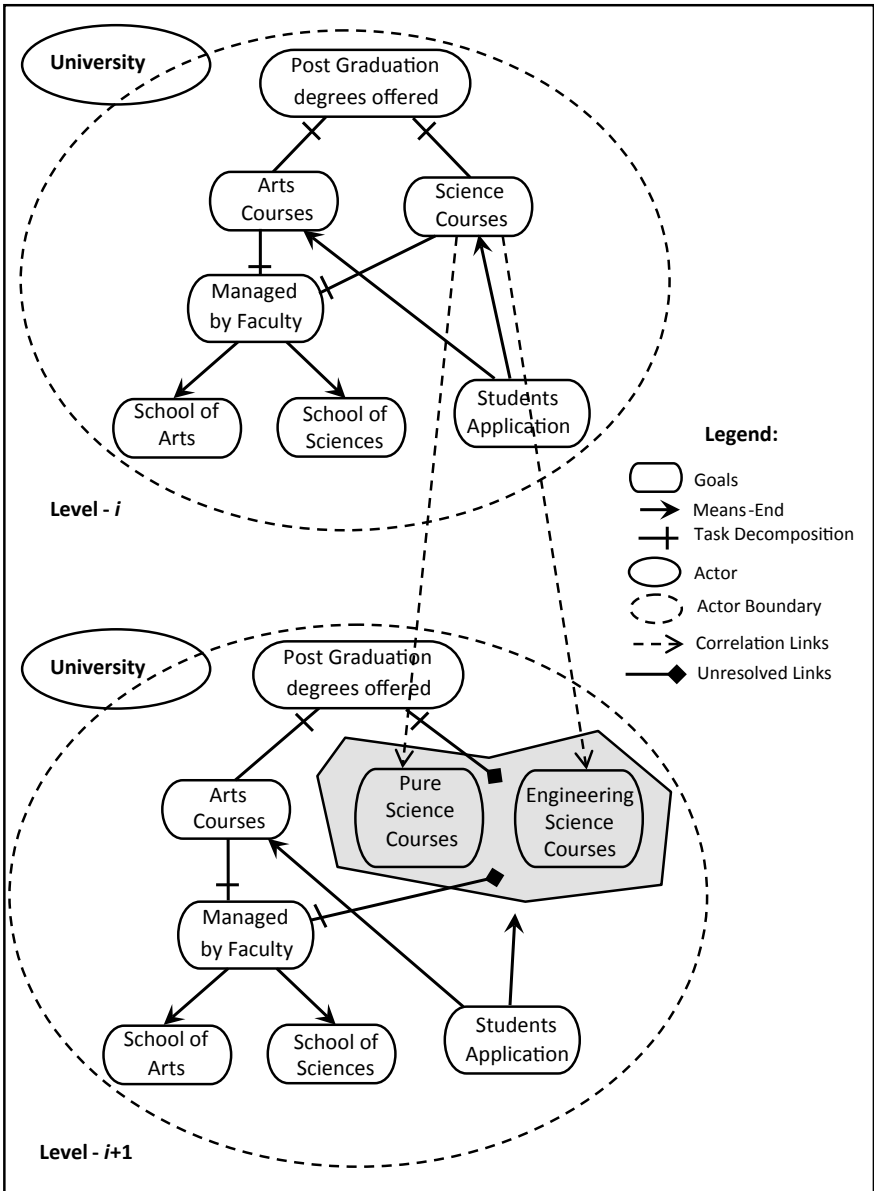 University
Post Graduation
degrees offered
Arts
Courses
Science
Courses
Managed
by Faculty
School of
Arts
School of
Sciences
Students
Application
Level - i
Legend:
Goals
Means-End
Task Decomposition
Actor
Actor Boundary
Correlation Links
Unresolved Links
University
Post Graduation
degrees offered
Arts
Courses
Pure
Science
Courses
Engineering
Science
Courses
Managed
by Faculty
School of
Arts
School of
Sciences
Students
Application
Level - i+1